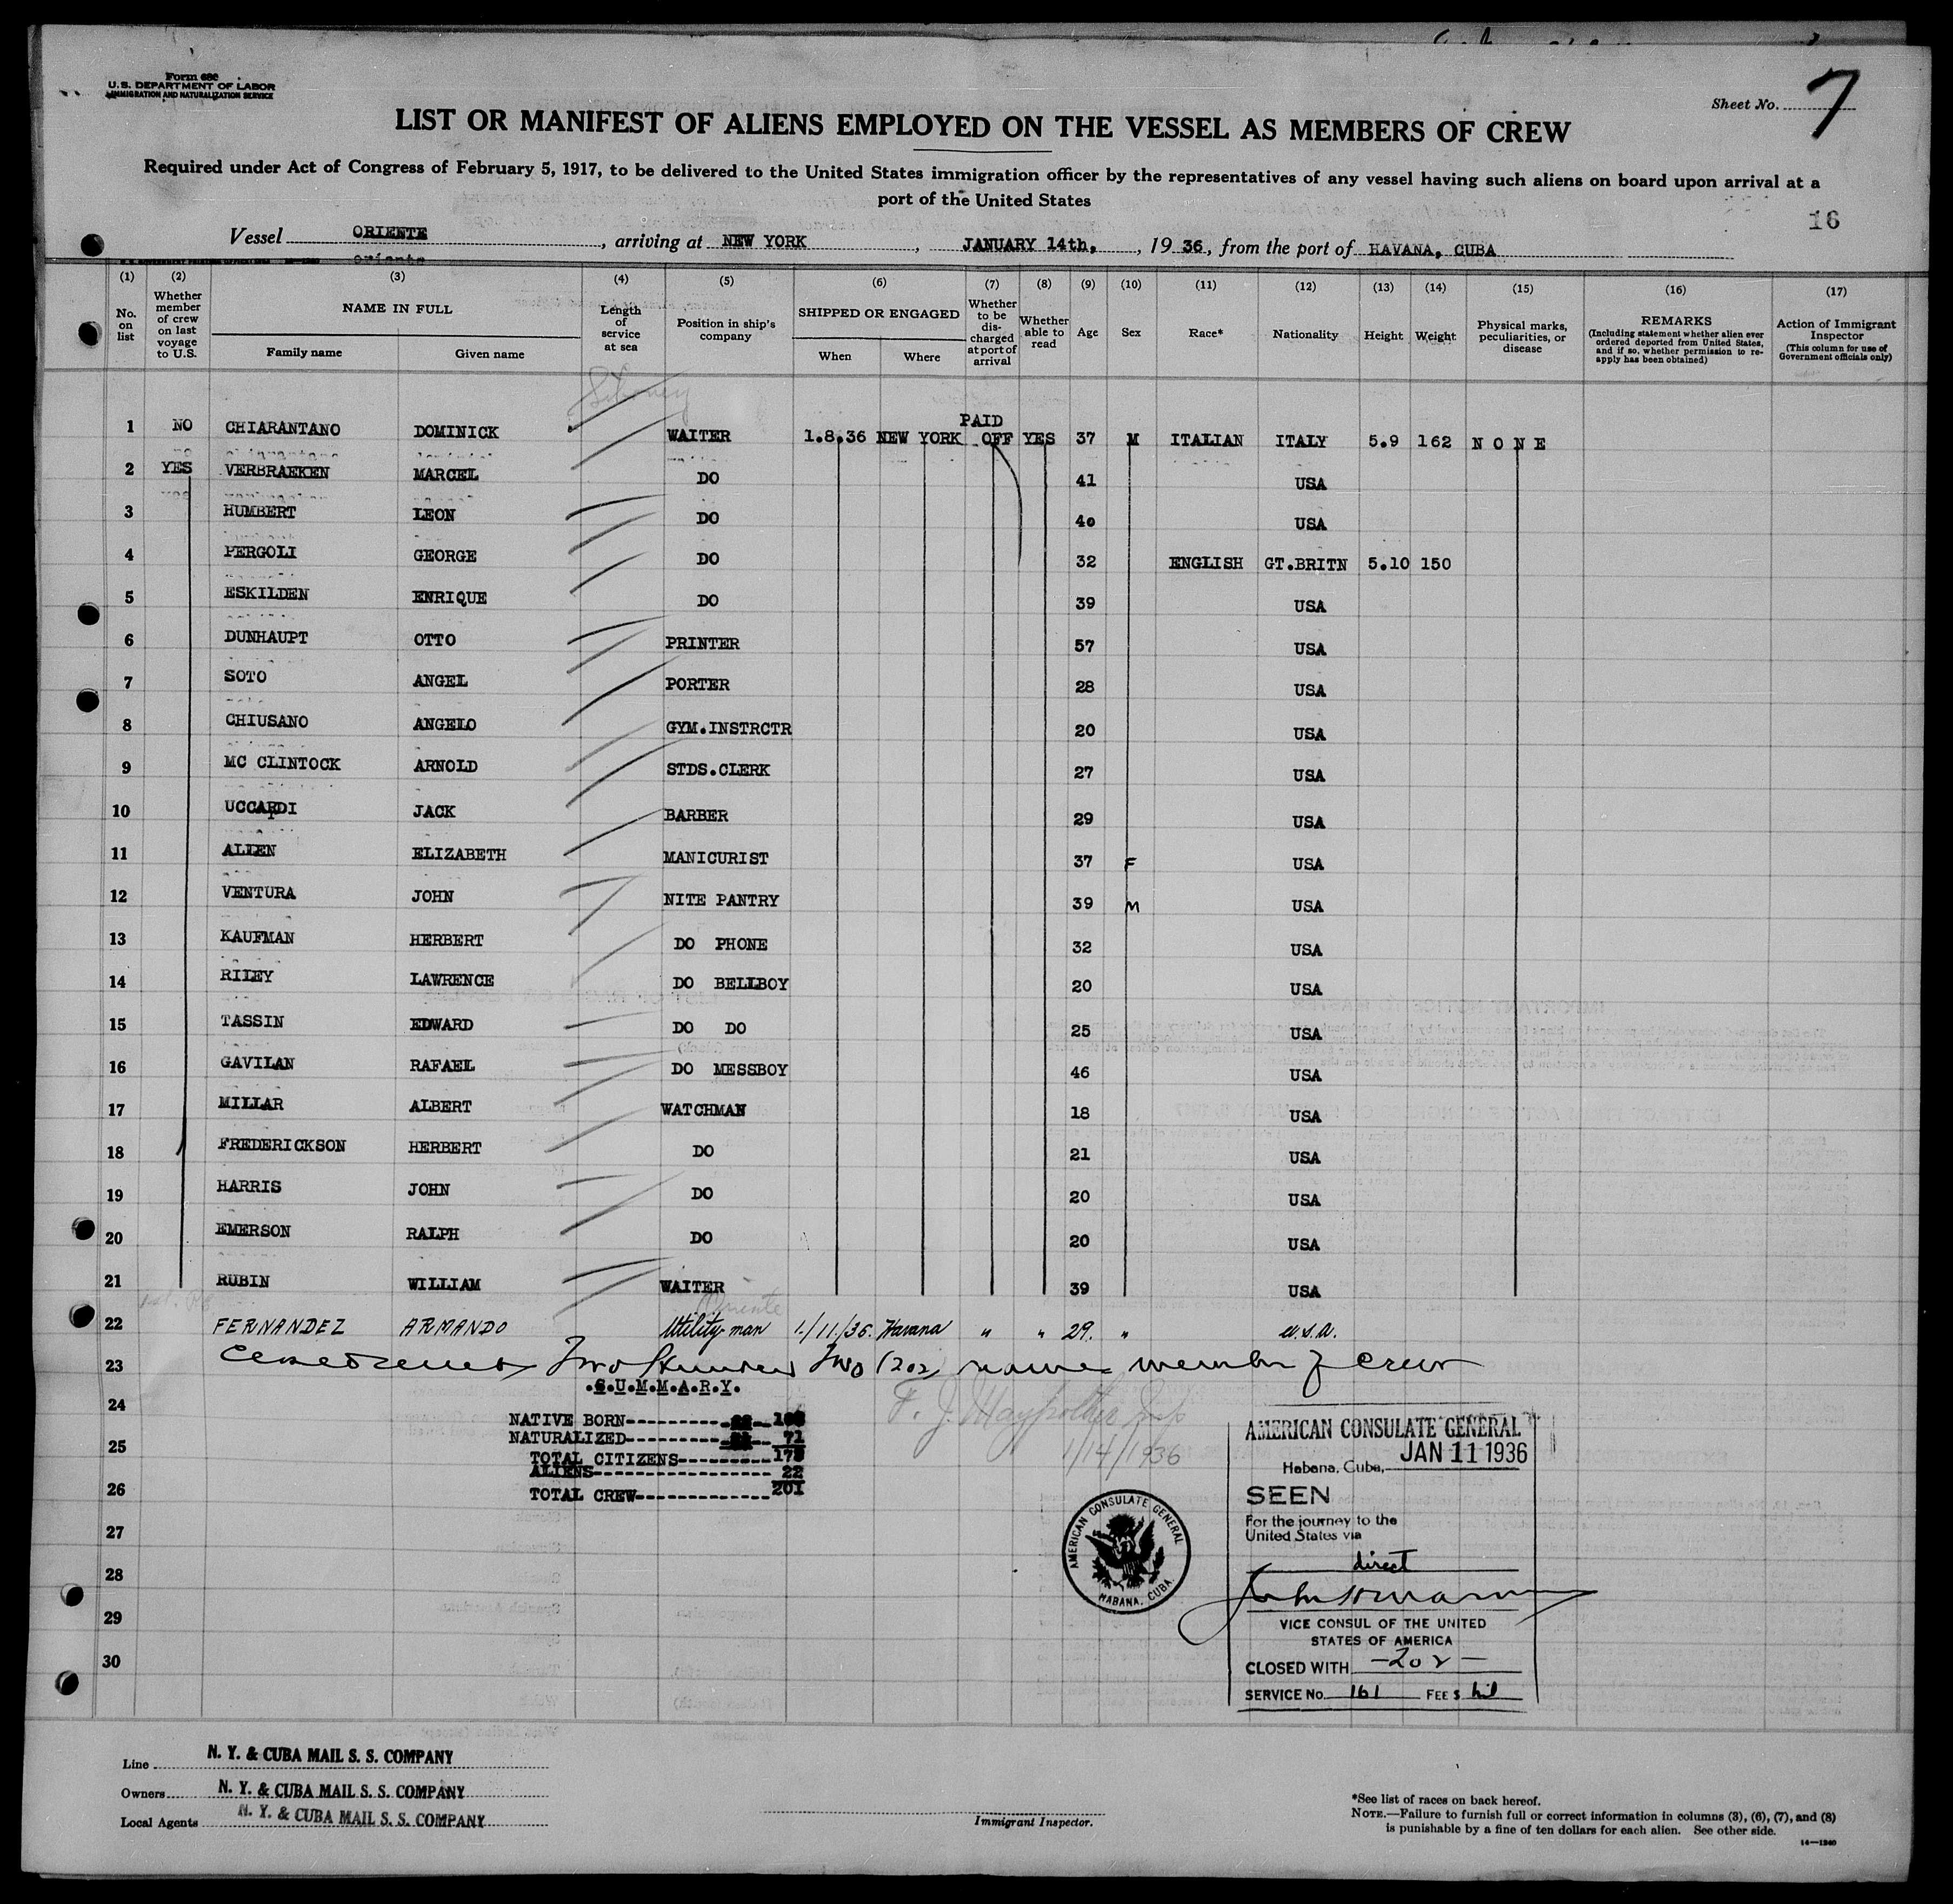 Form 680
U.S. DEPARTMENT OF LABOR
IMMIGRATION AND NATURALIZATION SERVICE
Sheet No. 7
LIST OR MANIFEST OF ALIENS EMPLOYED ON THE VESSEL AS MEMBERS OF CREW
Required under Act of Congress of February 5, 1917, to be delivered to the United States immigration officer by the representatives of any vessel having such aliens on board upon arrival at a
port of the United States
16
Vessel ORIENTE, arriving at NEW YORK, JANUARY 14th, 1936, from the port of HAVANA, CUBA
(1) (2) (3) (4) (5) (6) (7) (8) (9) (10) (11) (12) (13) (14) (15) (16) (17)
No. on list
Whether member of crew on last voyage to U.S.
NAME IN FULL
Family name Given name
Length of service at sea
Position in ship's company
SHIPPED OR ENGAGED
When Where
Whether to be discharged at port of arrival
Whether able to read
Age
Sex
Race*
Nationality
Height
Weight
Physical marks, peculiarities, or disease
REMARKS
(Including statement whether alien ever ordered deported from United States, and if so, whether permission to reapply has been obtained)
Action of Immigrant Inspector
(This column for use of Government officials only)
1 NO CHIARANTANO DOMINICK WAITER 1.8.36 NEW YORK PAID OFF YES 37 M ITALIAN ITALY 5.9 162 NONE
2 YES VERBRAEKEN MARCEL DO 41 USA
3 HUMBERT LEON DO 40 USA
4 PERGOLI GEORGE DO 32 ENGLISH GT.BRITN 5.10 150
5 ESKILDEN ENRIQUE DO 39 USA
6 DUNHAUPT OTTO PRINTER 57 USA
7 SOTO ANGEL PORTER 28 USA
8 CHIUSANO ANGELO GYM.INSTRCTR 20 USA
9 MC CLINTOCK ARNOLD STDS.CLERK 27 USA
10 UCCARDI JACK BARBER 29 USA
11 ALLEN ELIZABETH MANICURIST 37 F USA
12 VENTURA JOHN NITE PANTRY 39 M USA
13 KAUFMAN HERBERT DO PHONE 32 USA
14 RILEY LAWRENCE DO BELLBOY 20 USA
15 TASSIN EDWARD DO DO 25 USA
16 GAVILAN RAFAEL DO MESSBOY 46 USA
17 MILLAR ALBERT WATCHMAN 18 USA
18 FREDERICKSON HERBERT DO 21 USA
19 HARRIS JOHN DO 20 USA
20 EMERSON RALPH DO 20 USA
21 RUBIN WILLIAM WAITER 39 USA
Oriente
22 FERNANDEZ ARMANDO Utility man 1/11/36. Havana " " 29. " U.S.A.
23 Two Hundred Two (202) names member of crew
24
.S.U.M.M.A.R.Y.
NATIVE BORN
25 NATURALIZED 71
TOTAL CITIZENS
ALIENS 22
26 TOTAL CREW 201
27
28
29
30
1/14/1936
AMERICAN CONSULATE GENERAL
JAN 11 1936
Habana, Cuba,
SEEN
For the journey to the
United States via
direct
VICE CONSUL OF THE UNITED
STATES OF AMERICA
CLOSED WITH -202-
SERVICE No. 161 FEE $ nil
AMERICAN CONSULATE GENERAL
HABANA, CUBA.
Line N. Y. & CUBA MAIL S. S. COMPANY
Owners N. Y. & CUBA MAIL S. S. COMPANY
Local Agents N. Y. & CUBA MAIL S. S. COMPANY
Immigrant Inspector.
*See list of races on back hereof.
NOTE.—Failure to furnish full or correct information in columns (3), (6), (7), and (8)
is punishable by a fine of ten dollars for each alien. See other side.
14—1240